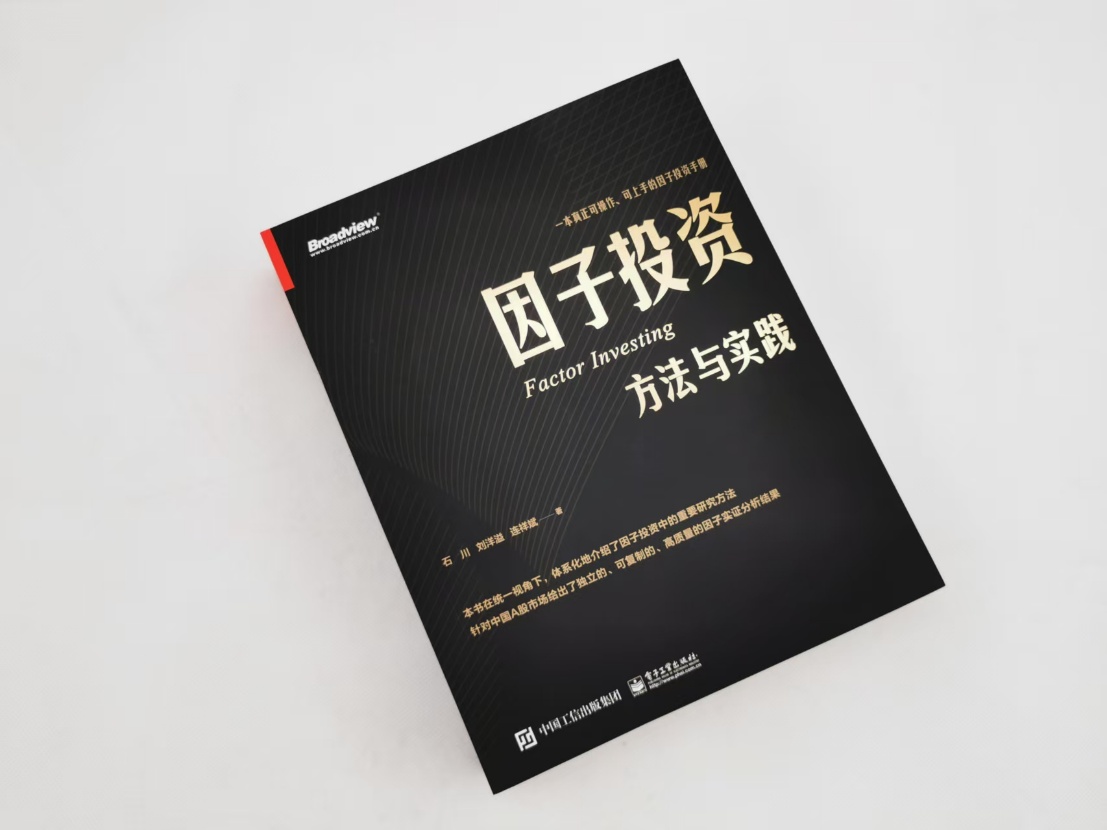 Broadview®
www.broadview.com.cn
一本真正可操作、可上手的因子投资手册
因子投资
Factor Investing
方法与实践
石 川 刘洋溢 连祥斌——著
本书在统一视角下，体系化地介绍了因子投资中的重要研究方法
针对中国A股市场给出了独立的、可复制的、高质量的因子实证分析结果
中国工信出版集团
电子工业出版社
http://www.phei.com.cn